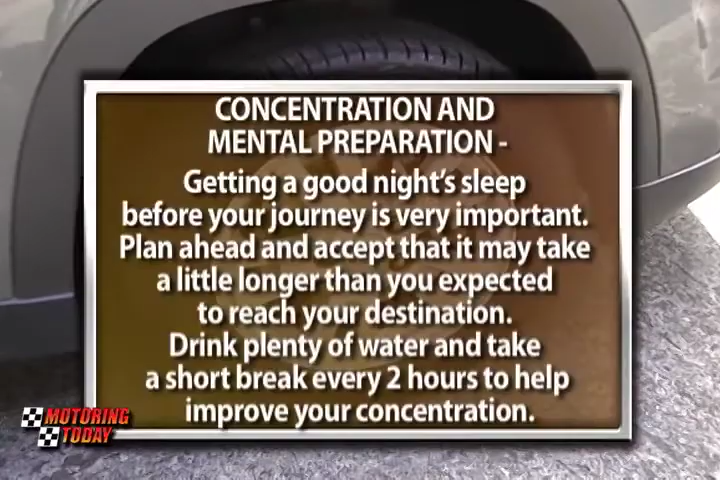 CONCENTRATION AND
MENTAL PREPARATION -
Getting a good night's sleep
before your journey is very important.
Plan ahead and accept that it may take
a little longer than you expected
to reach your destination.
Drink plenty of water and take
a short break every 2 hours to help
improve your concentration.
MOTORING
TODAY